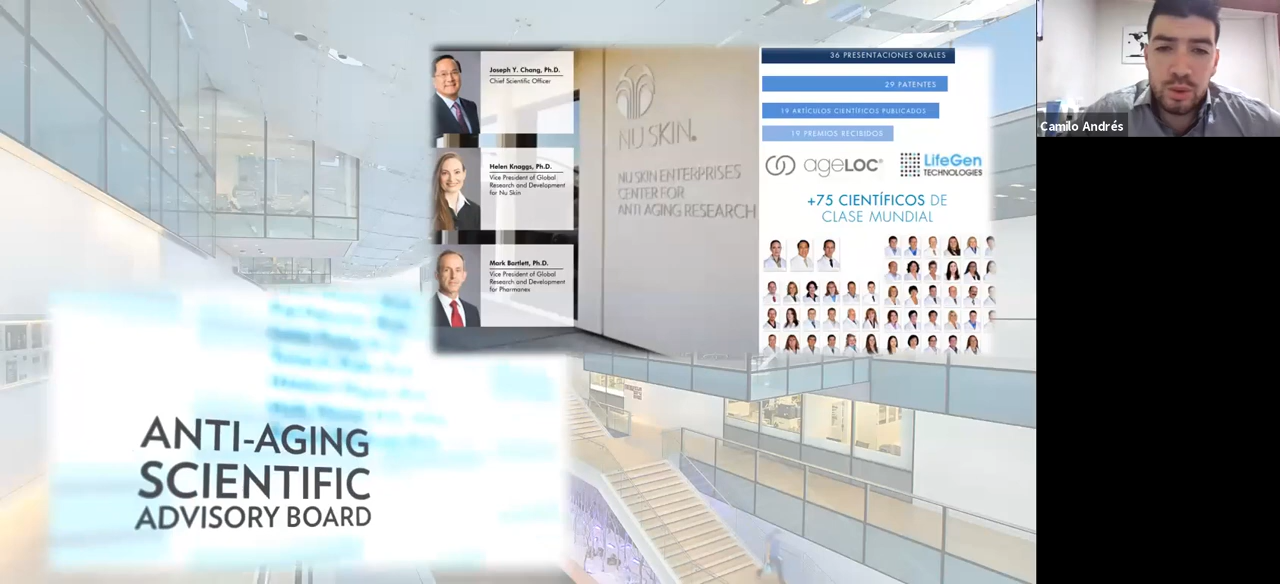 Joseph Y. Chang, Ph.D.
Chief Scientific Officer
Helen Knaggs, Ph.D.
Vice President of Global
Research and Development
for Nu Skin
Mark Bartlett, Ph.D.
Vice President of Global
Research and Development
for Pharmanex
NU SKIN®
NU SKIN ENTERPRISES
CENTER FOR
ANTI AGING RESEARCH
36 PRESENTACIONES ORALES
29 PATENTES
19 ARTÍCULOS CIENTÍFICOS PUBLICADOS
19 PREMIOS RECIBIDOS
ageLOC®
LifeGen
TECHNOLOGIES
+75 CIENTÍFICOS DE
CLASE MUNDIAL
ANTI-AGING
SCIENTIFIC
ADVISORY BOARD
Camilo Andrés